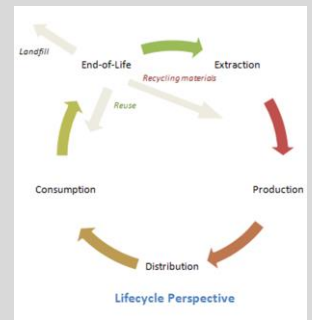 Landfill
End-of-Life
Extraction
Recycling materials
Reuse
Consumption
Production
Distribution
Lifecycle Perspective